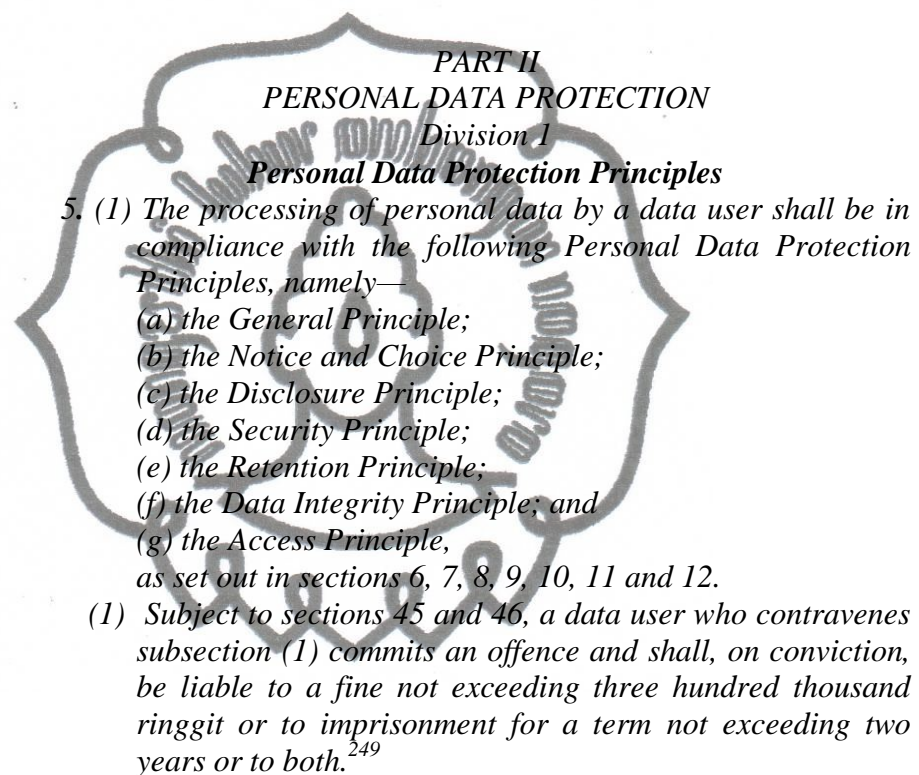 PART II
PERSONAL DATA PROTECTION
Division 1
Personal Data Protection Principles
5. (1) The processing of personal data by a data user shall be in
compliance with the following Personal Data Protection
Principles, namely—
(a) the General Principle;
(b) the Notice and Choice Principle;
(c) the Disclosure Principle;
(d) the Security Principle;
(e) the Retention Principle;
(f) the Data Integrity Principle; and
(g) the Access Principle,
as set out in sections 6, 7, 8, 9, 10, 11 and 12.
(1) Subject to sections 45 and 46, a data user who contravenes
subsection (1) commits an offence and shall, on conviction,
be liable to a fine not exceeding three hundred thousand
ringgit or to imprisonment for a term not exceeding two
years or to both.249